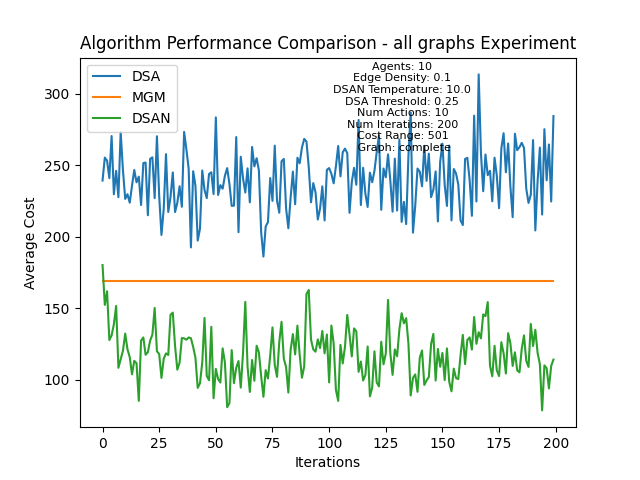 Algorithm Performance Comparison - all graphs Experiment
DSA
MGM
DSAN
Agents: 10
Edge Density: 0.1
DSAN Temperature: 10.0
DSA Threshold: 0.25
Num Actions: 10
Num Iterations: 200
Cost Range: 501
Graph: complete
Average Cost
300
250
200
150
100
0 25 50 75 100 125 150 175 200
Iterations